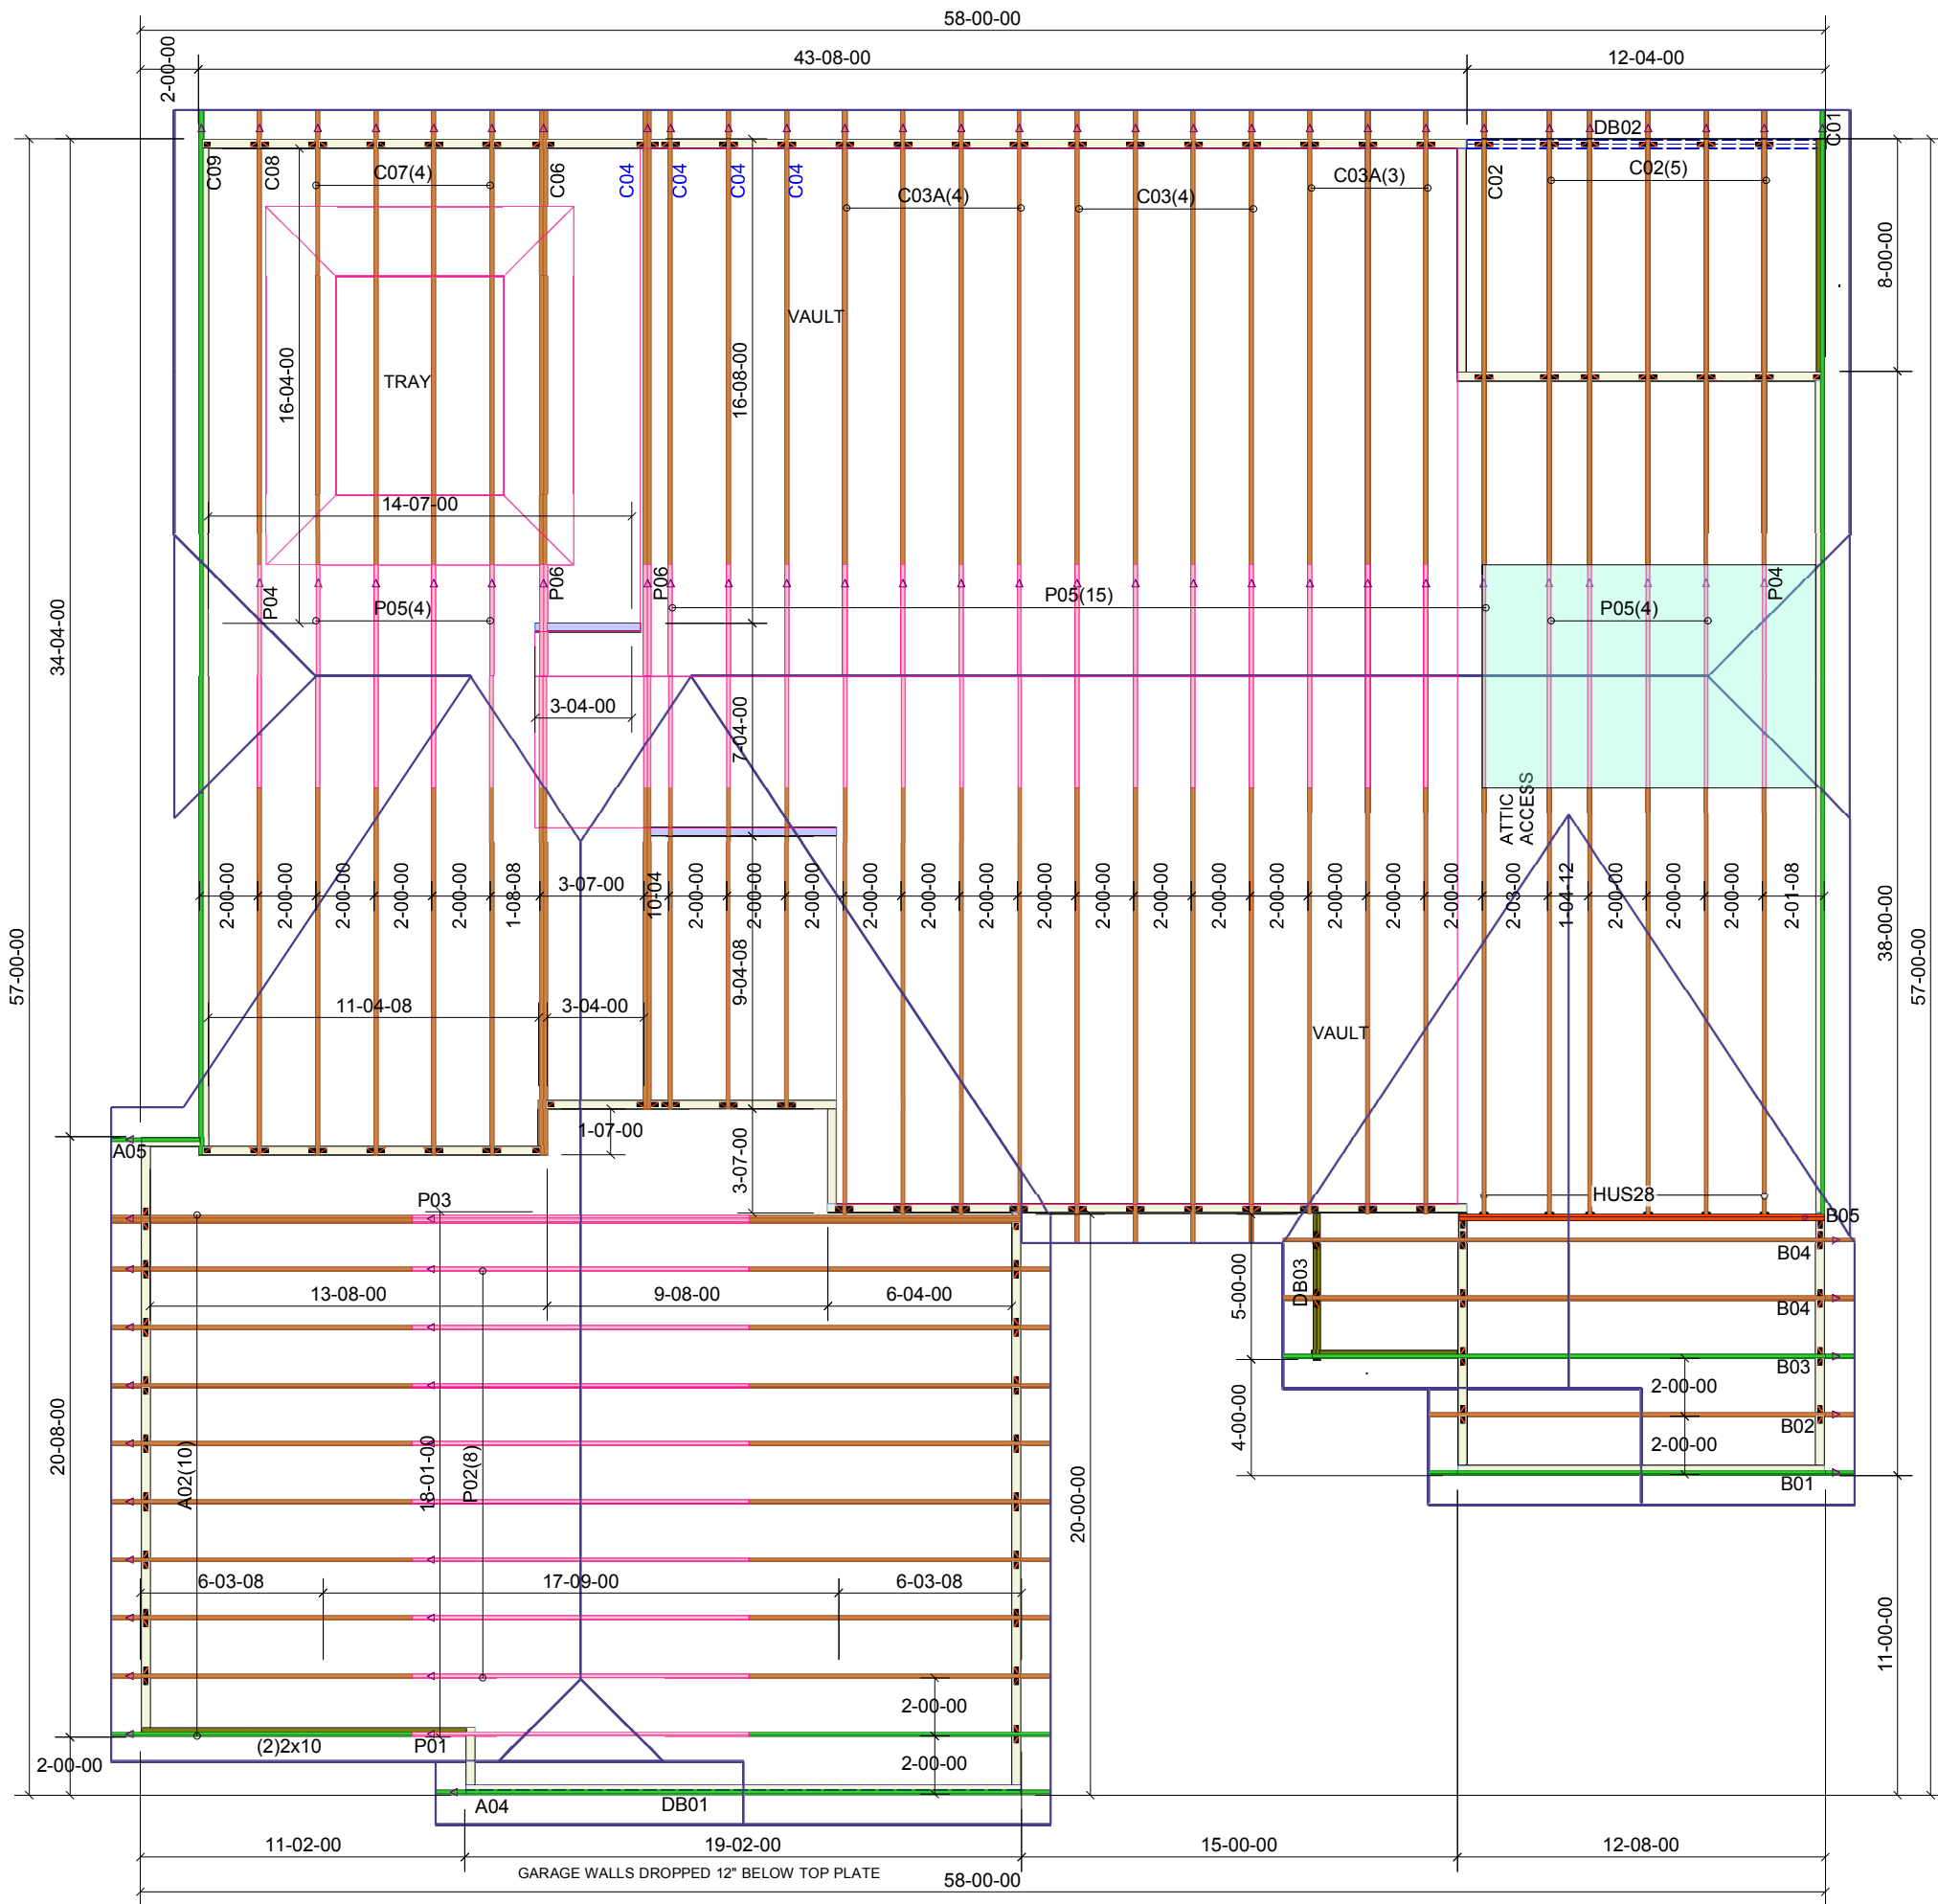 58-00-00
2-00-00
43-08-00
12-04-00
DB02
C01
C09
C08
C07(4)
C06
C04
C04
C04
C04
C03A(4)
C03(4)
C03A(3)
C02
C02(5)
8-00-00
VAULT
TRAY
16-04-00
16-08-00
14-07-00
34-04-00
P04
P05(4)
P06
P06
P05(15)
P05(4)
P04
3-04-00
7-04-00
ATTIC
ACCESS
2-00-00
2-00-00
2-00-00
2-00-00
2-00-00
1-08-08
3-07-00
10-04
2-00-00
2-00-00
2-00-00
2-00-00
2-00-00
2-00-00
2-00-00
2-00-00
2-00-00
2-00-00
2-00-00
2-00-00
2-00-00
2-00-00
2-03-00
1-04-12
2-00-00
2-00-00
2-00-00
2-01-08
57-00-00
38-00-00
57-00-00
9-04-08
11-04-08
3-04-00
VAULT
1-07-00
A05
3-07-00
P03
HUS28
B05
B04
13-08-00
9-08-00
6-04-00
DB03
5-00-00
B04
B03
2-00-00
B02
4-00-00
2-00-00
B01
20-08-00
A02(10)
18-01-00
P02(8)
20-00-00
6-03-08
17-09-00
6-03-08
11-00-00
2-00-00
(2)2x10
P01
2-00-00
2-00-00
A04
DB01
11-02-00
19-02-00
15-00-00
12-08-00
GARAGE WALLS DROPPED 12" BELOW TOP PLATE
58-00-00